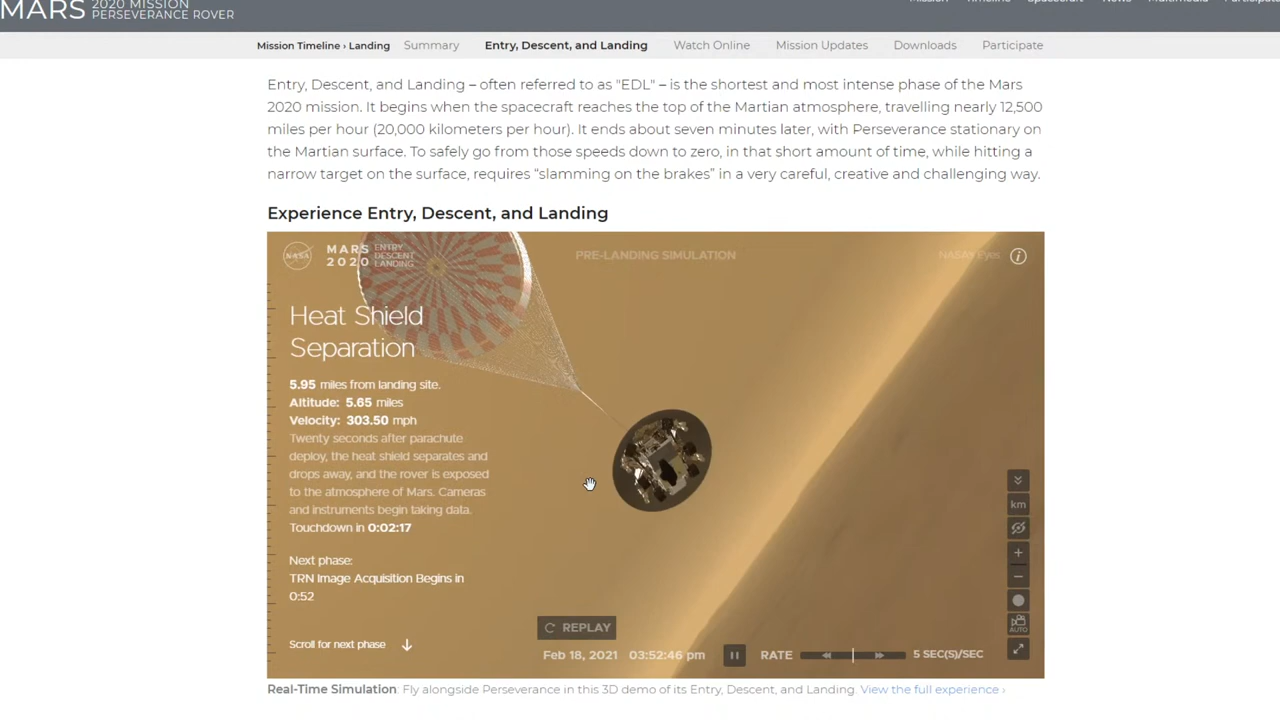 MARS 2020 MISSION
PERSEVERANCE ROVER
Mission Timeline Spacecraft News Multimedia Participate
Mission Timeline › Landing Summary Entry, Descent, and Landing Watch Online Mission Updates Downloads Participate
Entry, Descent, and Landing – often referred to as "EDL" – is the shortest and most intense phase of the Mars
2020 mission. It begins when the spacecraft reaches the top of the Martian atmosphere, travelling nearly 12,500
miles per hour (20,000 kilometers per hour). It ends about seven minutes later, with Perseverance stationary on
the Martian surface. To safely go from those speeds down to zero, in that short amount of time, while hitting a
narrow target on the surface, requires “slamming on the brakes” in a very careful, creative and challenging way.
Experience Entry, Descent, and Landing
NASA
MARS
2020
ENTRY
DESCENT
LANDING
PRE-LANDING SIMULATION
NASA's Eyes
i
Heat Shield
Separation
5.95 miles from landing site.
Altitude: 5.65 miles
Velocity: 303.50 mph
Twenty seconds after parachute
deploy, the heat shield separates and
drops away, and the rover is exposed
to the atmosphere of Mars. Cameras
and instruments begin taking data.
Touchdown in 0:02:17
Next phase:
TRN Image Acquisition Begins in
0:52
Scroll for next phase
km
+
−
AUTO
REPLAY
Feb 18, 2021 03:52:46 pm
RATE
5 SEC(S)/SEC
Real-Time Simulation: Fly alongside Perseverance in this 3D demo of its Entry, Descent, and Landing. View the full experience ›